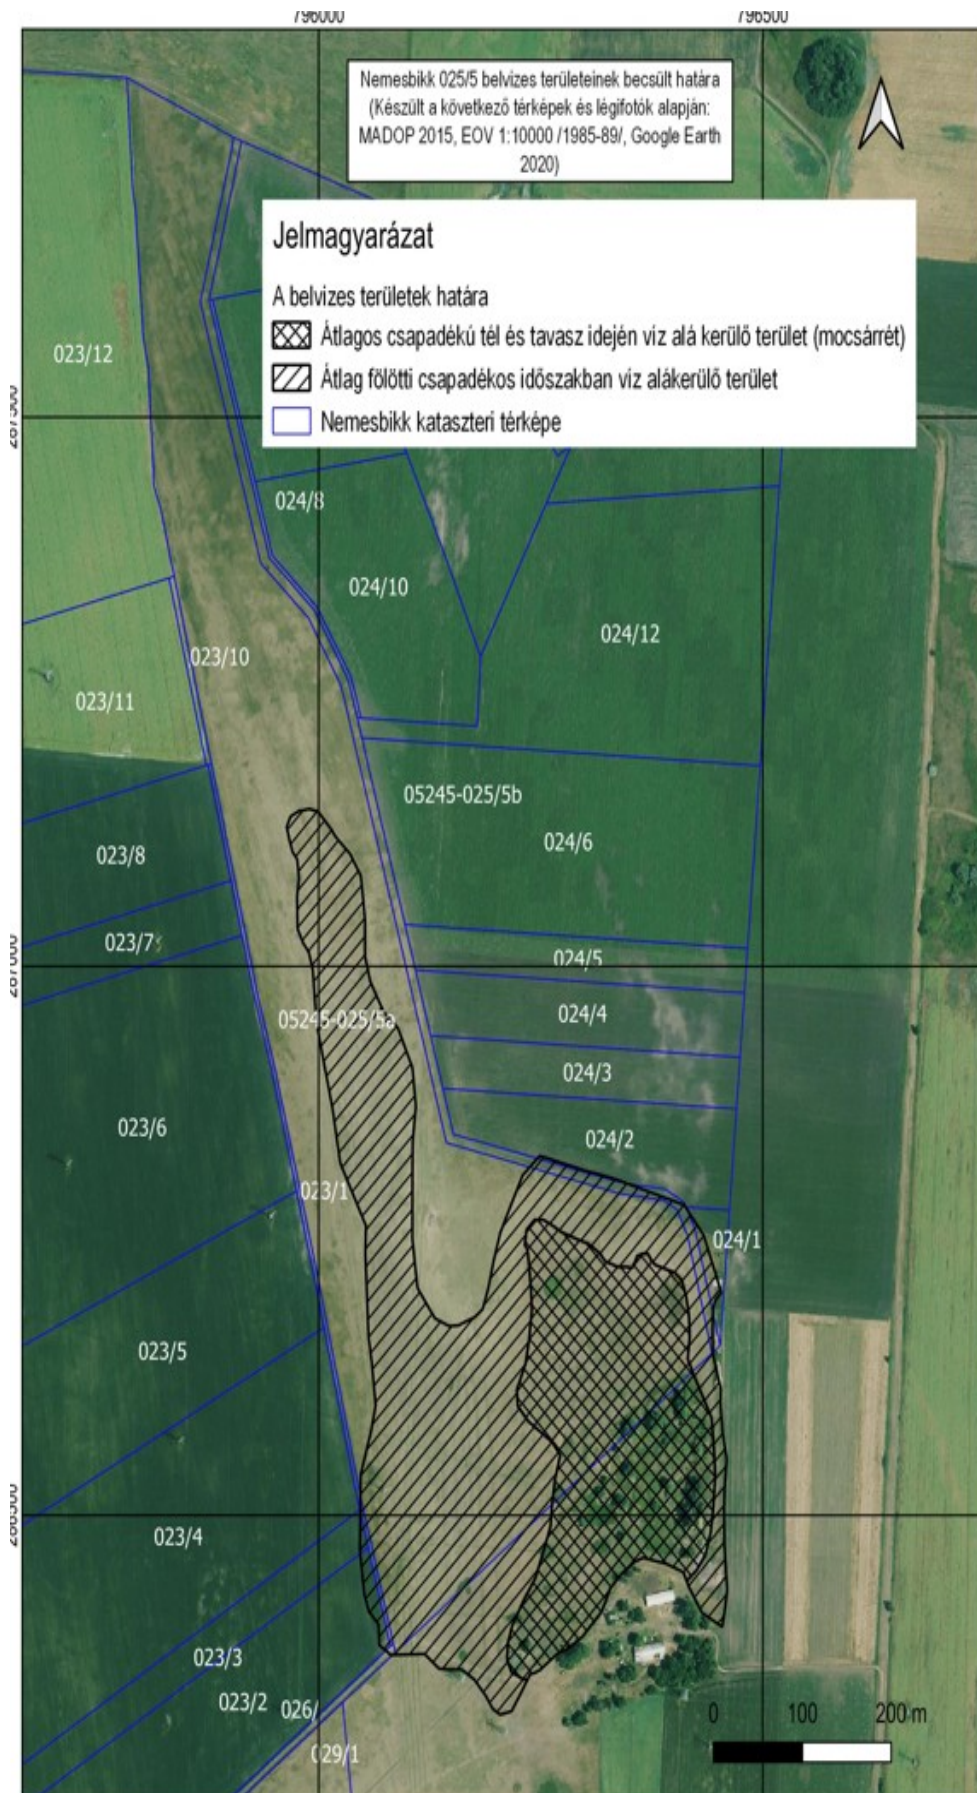 796000
796500
Nemesbikk 025/5 belvizes területeinek becsült határa
(Készült a következő térképek és légifotók alapján:
MADOP 2015, EOV 1:10000 /1985-89/, Google Earth
2020)
Jelmagyarázat
A belvizes területek határa
Átlagos csapadékú tél és tavasz idején víz alá kerülő terület (mocsárrét)
Átlag fölötti csapadékos időszakban víz alákerülő terület
Nemesbikk kataszteri térképe
023/12
287500
024/8
024/10
024/12
023/10
023/11
05245-025/5b
024/6
023/8
023/7
024/5
287000
024/4
05245-025/5a
024/3
023/6
024/2
023/1
024/1
023/5
286500
023/4
023/3
023/2
026/
029/1
0 100 200 m